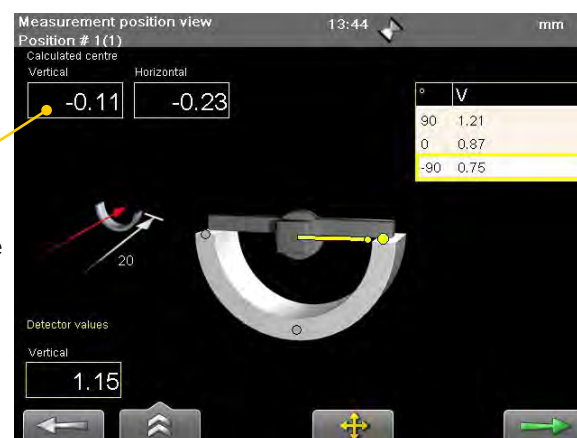 Measurement position view 13:44 mm
Position # 1(1)
Calculated centre
Vertical Horizontal
-0.11 -0.23
° V
90 1.21
0 0.87
-90 0.75
e
20
Detector values
Vertical
1.15